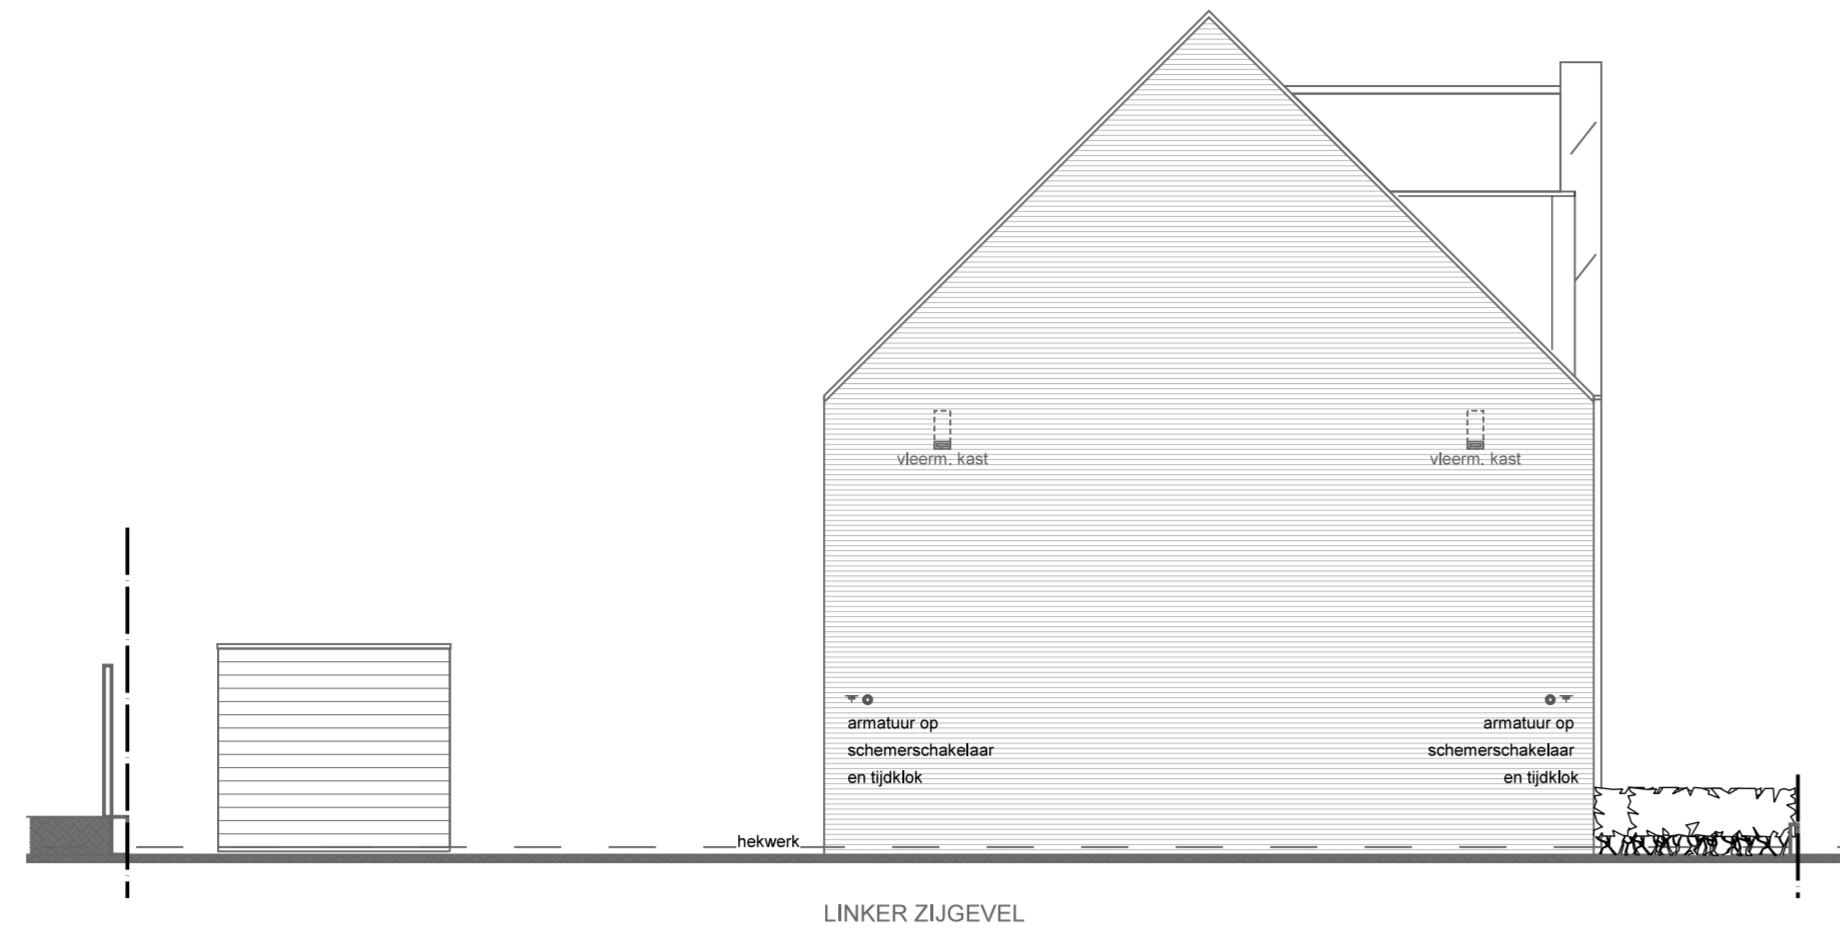 vleerm. kast
vleerm. kast
armatuur op
schemerschakelaar
en tijdklok
armatuur op
schemerschakelaar
en tijdklok
hekwerk
LINKER ZIJGEVEL